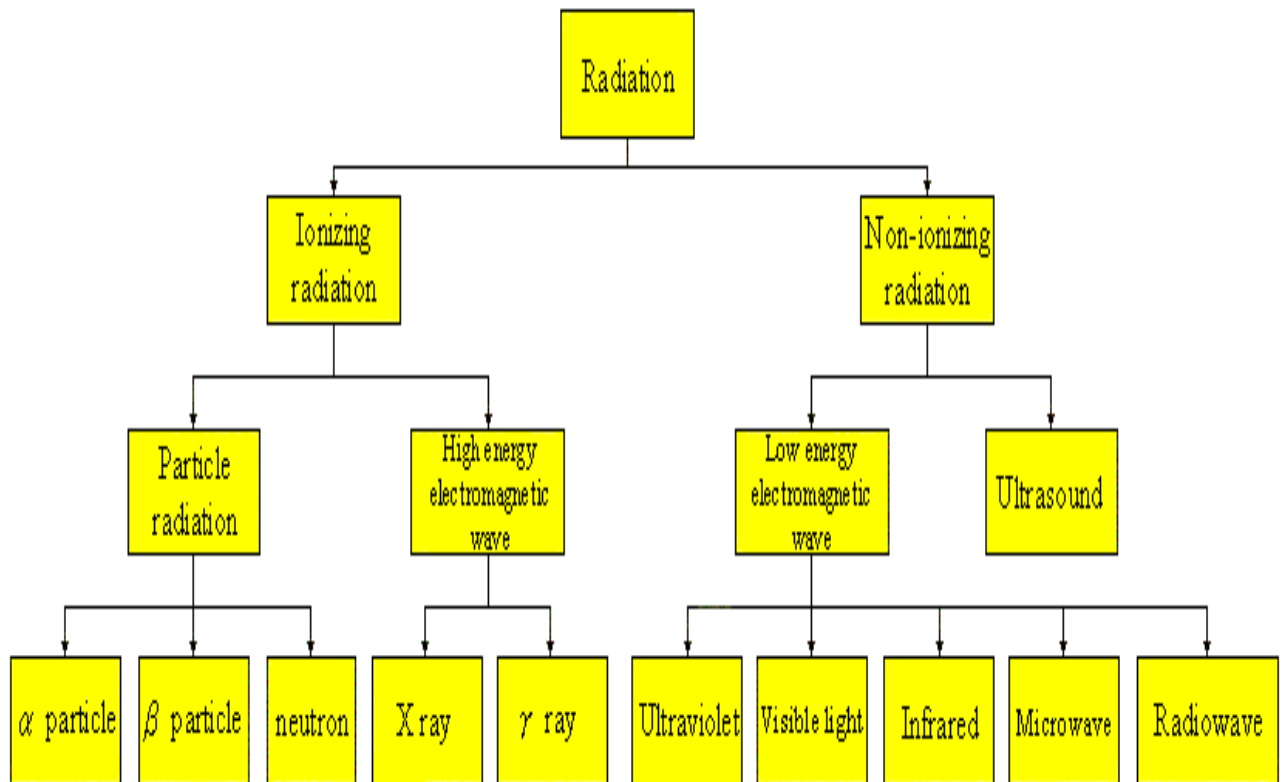 Radiation
Ionizing
radiation
Non-ionizing
radiation
Particle
radiation
High energy
electromagnetic
wave
Low energy
electromagnetic
wave
Ultrasound
α particle
β particle
neutron
X ray
γ ray
Ultraviolet
Visible light
Infrared
Microwave
Radiowave